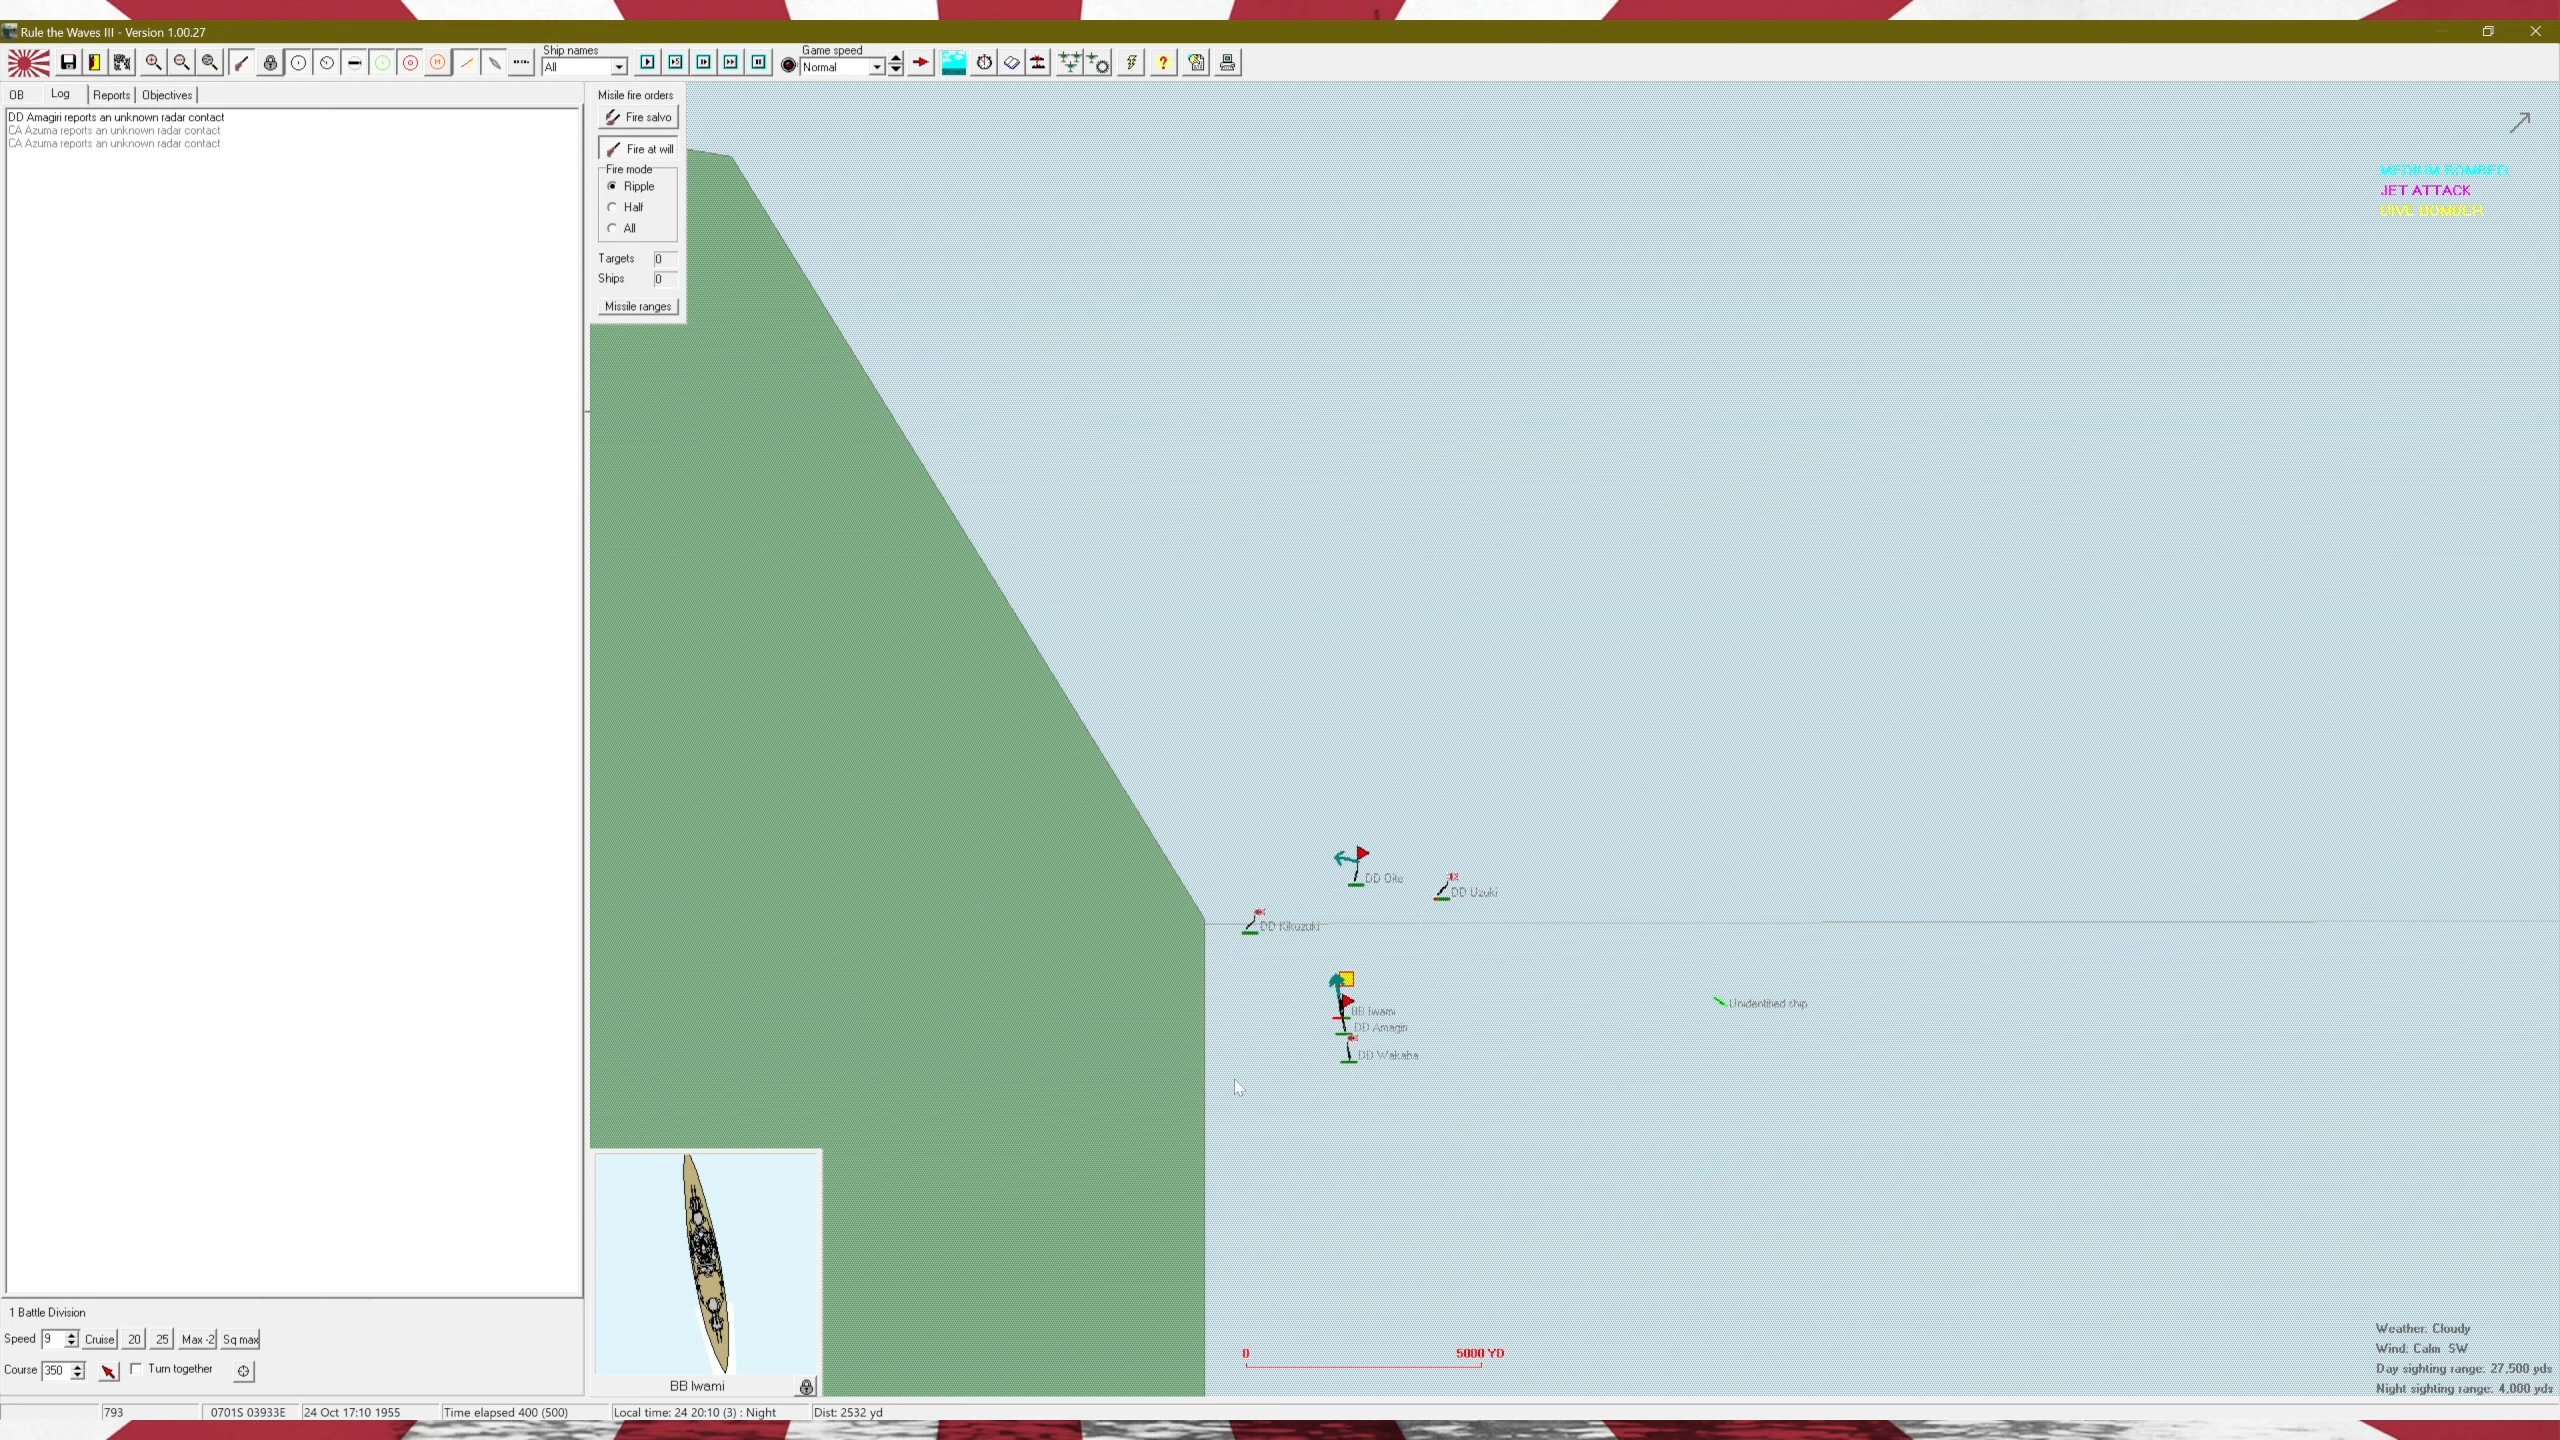 Rule the Waves III - Version 1.00.27
Ship names
All
Game speed
Normal
OB
Log
Reports
Objectives
DD Amagiri reports an unknown radar contact
CA Azuma reports an unknown radar contact
CA Azuma reports an unknown radar contact
Misile fire orders
Fire salvo
Fire at will
Fire mode
Ripple
Half
All
Targets 0
Ships 0
Missile ranges
MEDIUM BOMBER
JET ATTACK
DIVE BOMBER
DD Oite
DD Uzuki
DD Kikuzuki
BB Iwami
DD Amagiri
DD Wakaba
Unidentified ship
0 5000 YD
Weather: Cloudy
Wind: Calm SW
Day sighting range: 27,500 yds
Night sighting range: 4,000 yds
BB Iwami
1 Battle Division
Speed 9 Cruise 20 25 Max -2 Sq max
Course 350 Turn together
793 0701S 03933E 24 Oct 17:10 1955 Time elapsed 400 (500) Local time: 24 20:10 (3) : Night Dist: 2532 yd